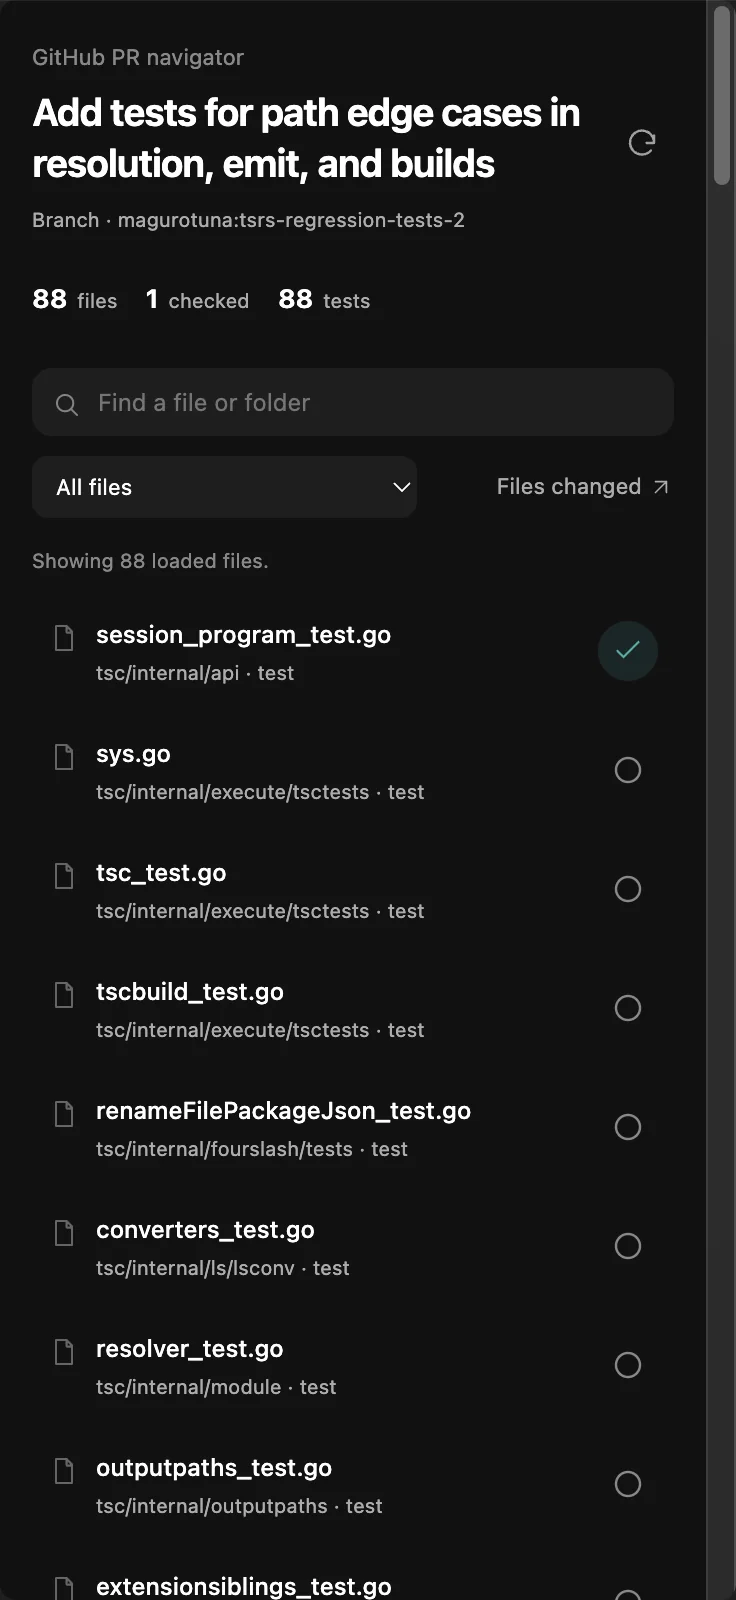 GitHub PR navigator
Add tests for path edge cases in
resolution, emit, and builds
Branch · magurotuna:tsrs-regression-tests-2
88 files 1 checked 88 tests
Find a file or folder
All files
Files changed
Showing 88 loaded files.
session_program_test.go
tsc/internal/api · test
sys.go
tsc/internal/execute/tsctests · test
tsc_test.go
tsc/internal/execute/tsctests · test
tscbuild_test.go
tsc/internal/execute/tsctests · test
renameFilePackageJson_test.go
tsc/internal/fourslash/tests · test
converters_test.go
tsc/internal/ls/lsconv · test
resolver_test.go
tsc/internal/module · test
outputpaths_test.go
tsc/internal/outputpaths · test
extensionsiblings_test.go